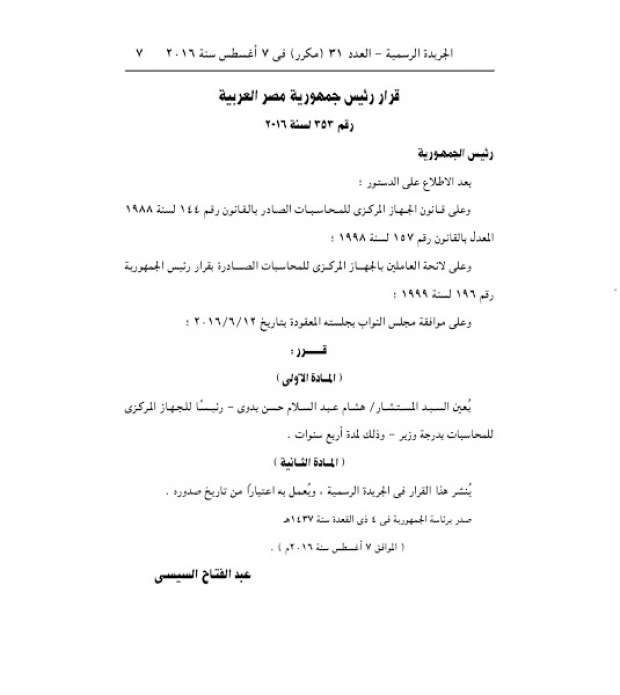 الجريدة الرسمية – العدد ٣١ (مكرر) فى ٧ أغسطس سنة ٢٠١٦ ٧
قرار رئيس جمهورية مصر العربية
رقم ٣٥٣ لسنة ٢٠١٦
رئيس الجمهورية
بعد الاطلاع على الدستور ؛
وعلى قانون الجهاز المركزى للمحاسبات الصادر بالقانون رقم ١٤٤ لسنة ١٩٨٨
المعدل بالقانون رقم ١٥٧ لسنة ١٩٩٨ ؛
وعلى لائحة العاملين بالجهاز المركزى للمحاسبات الصادرة بقرار رئيس الجمهورية
رقم ١٩٦ لسنة ١٩٩٩ ؛
وعلى موافقة مجلس النواب بجلسته المعقودة بتاريخ ٢٠١٦/٦/١٢ ؛
قــرر :
( المادة الأولى )
يُعين السيد المستشار/ هشام عبد السلام حسن بدوى – رئيسًا للجهاز المركزى
للمحاسبات بدرجة وزير – وذلك لمدة أربع سنوات .
( المادة الثانية )
يُنشر هذا القرار فى الجريدة الرسمية ، ويُعمل به اعتبارًا من تاريخ صدوره .
صدر برئاسة الجمهورية فى ٤ ذى القعدة سنة ١٤٣٧هـ
( الموافق ٧ أغسطس سنة ٢٠١٦م ) .
عبد الفتاح السيسى